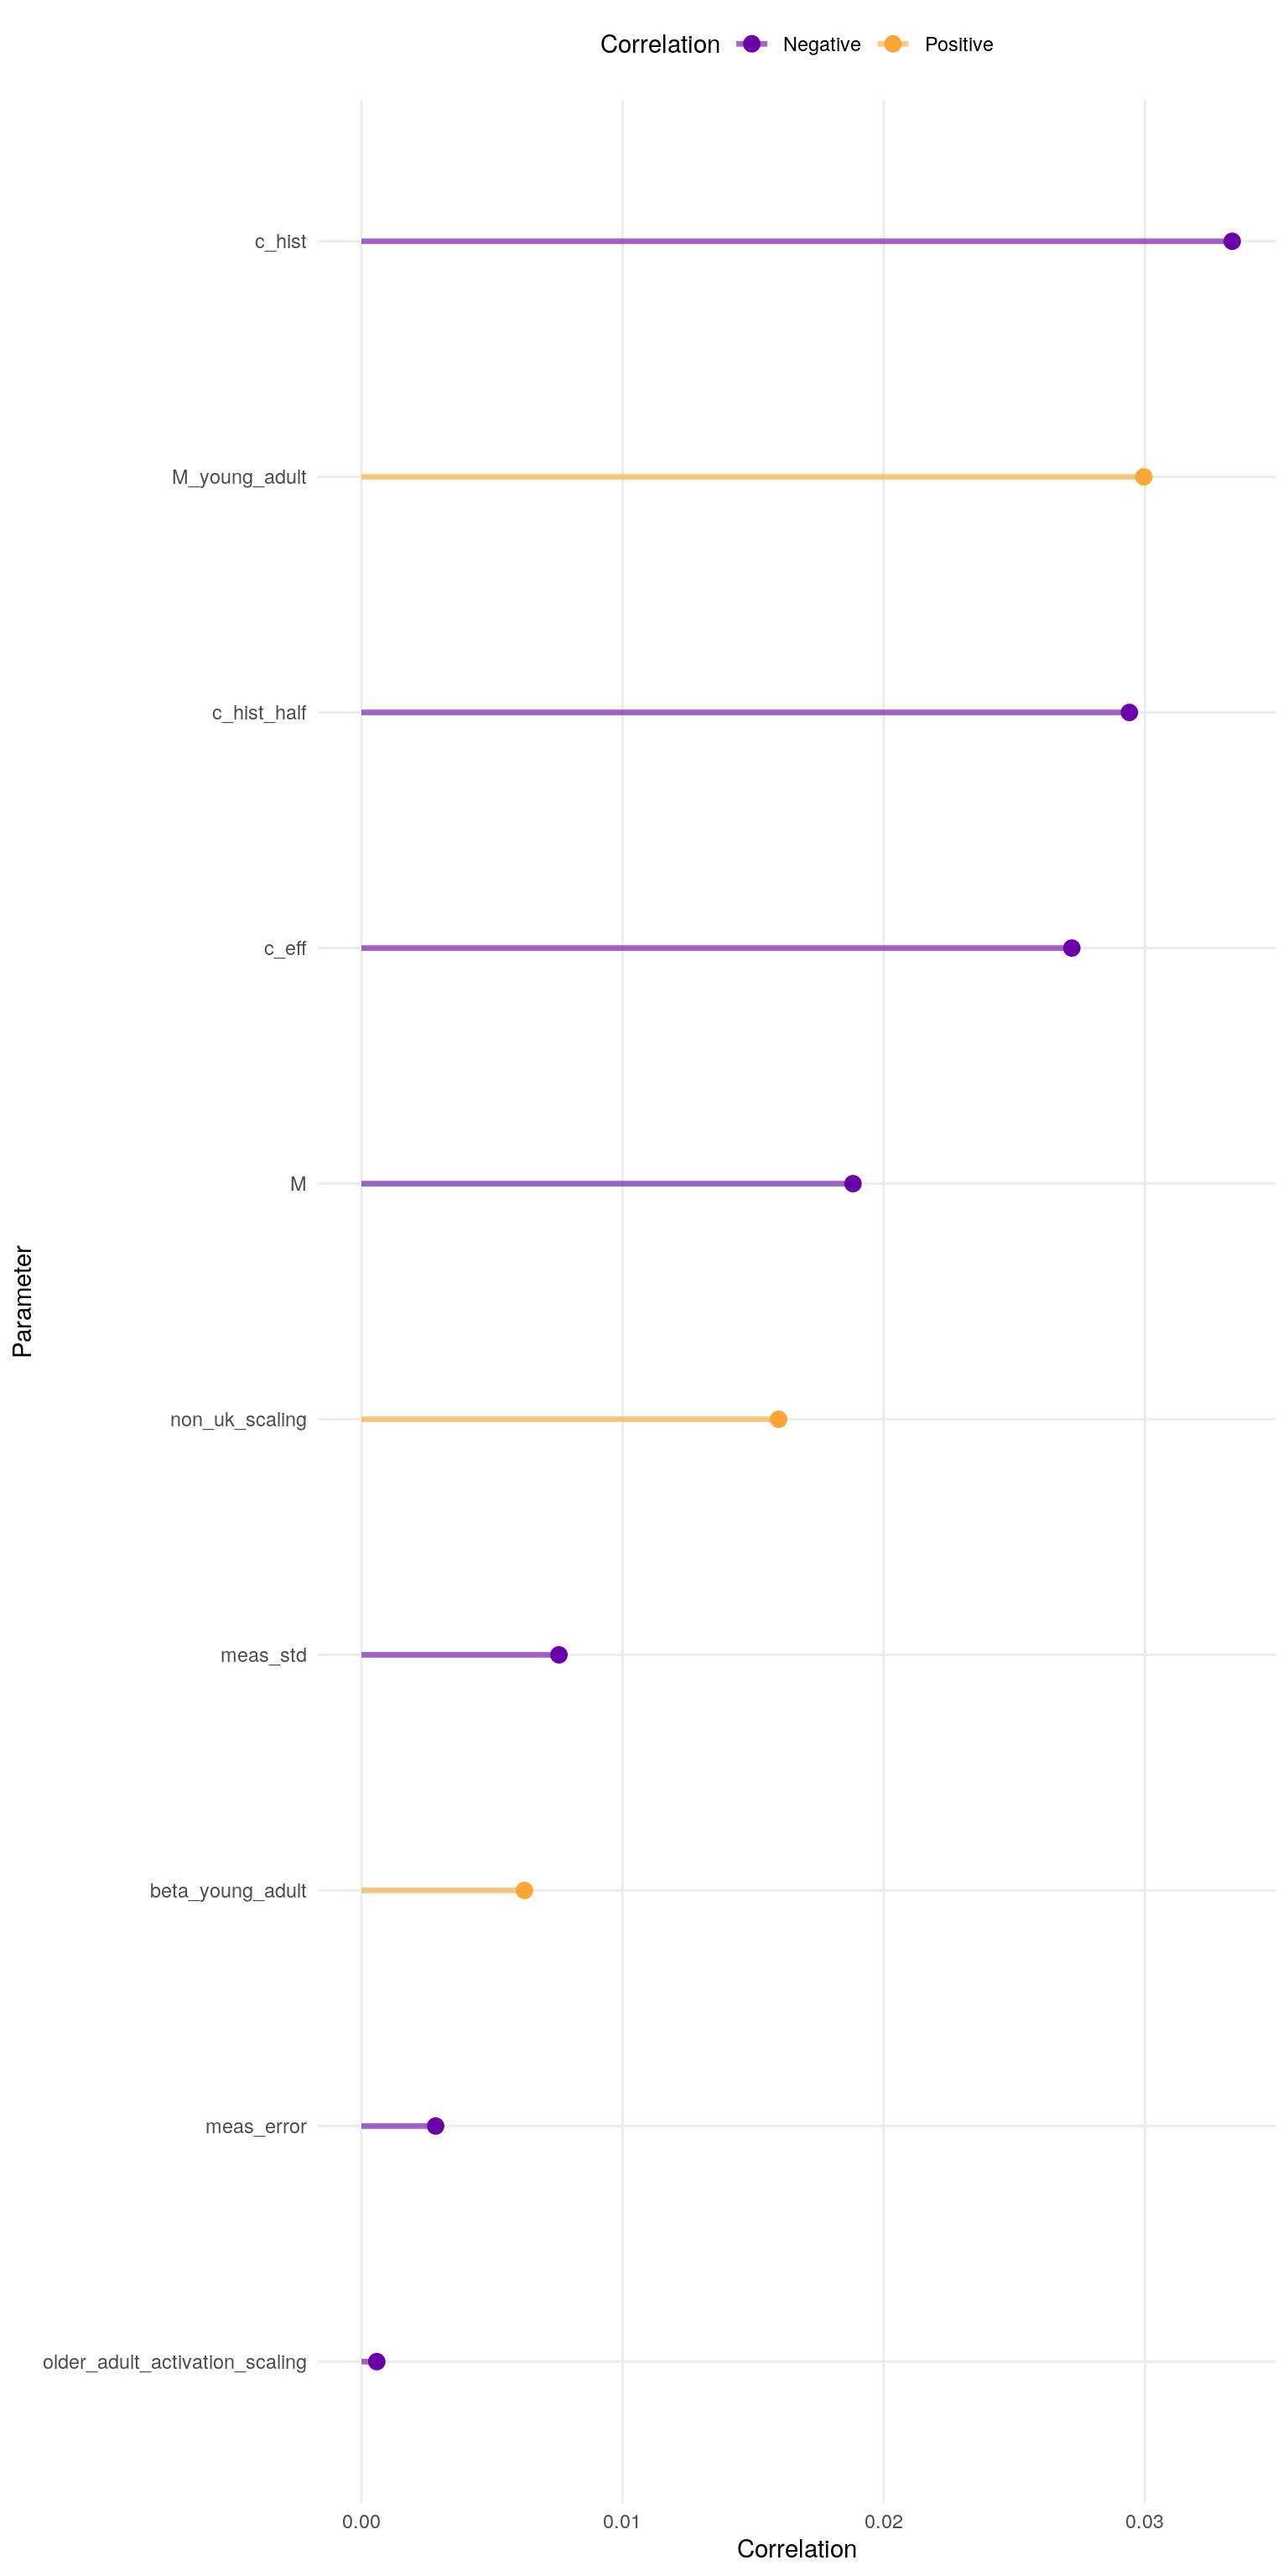 Correlation Negative Positive
c_hist
M_young_adult
c_hist_half
c_eff
M
Parameter
non_uk_scaling
meas_std
beta_young_adult
meas_error
older_adult_activation_scaling
0.00 0.01 0.02 0.03
Correlation